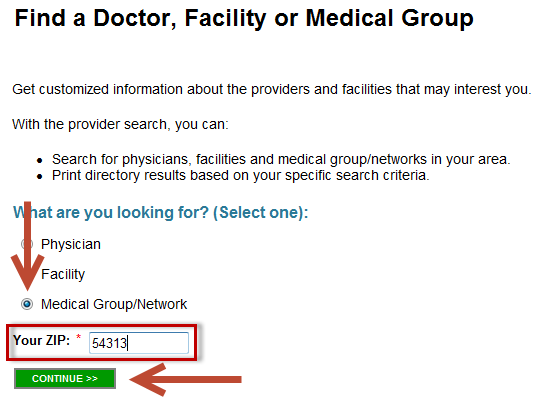 Find a Doctor, Facility or Medical Group
Get customized information about the providers and facilities that may interest you.
With the provider search, you can:
• Search for physicians, facilities and medical group/networks in your area.
• Print directory results based on your specific search criteria.
What are you looking for? (Select one):
Physician
Facility
Medical Group/Network
Your ZIP: * 54313
CONTINUE >>